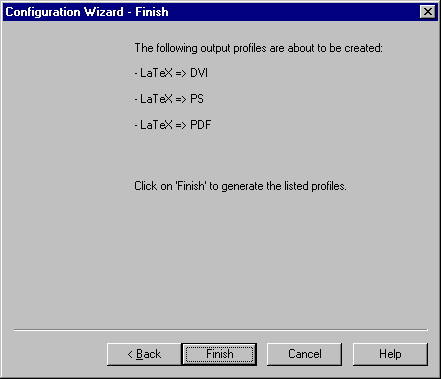 Configuration Wizard - Finish
The following output profiles are about to be created:
- LaTeX => DVI
- LaTeX => PS
- LaTeX => PDF
Click on 'Finish' to generate the listed profiles.
< Back Finish Cancel Help